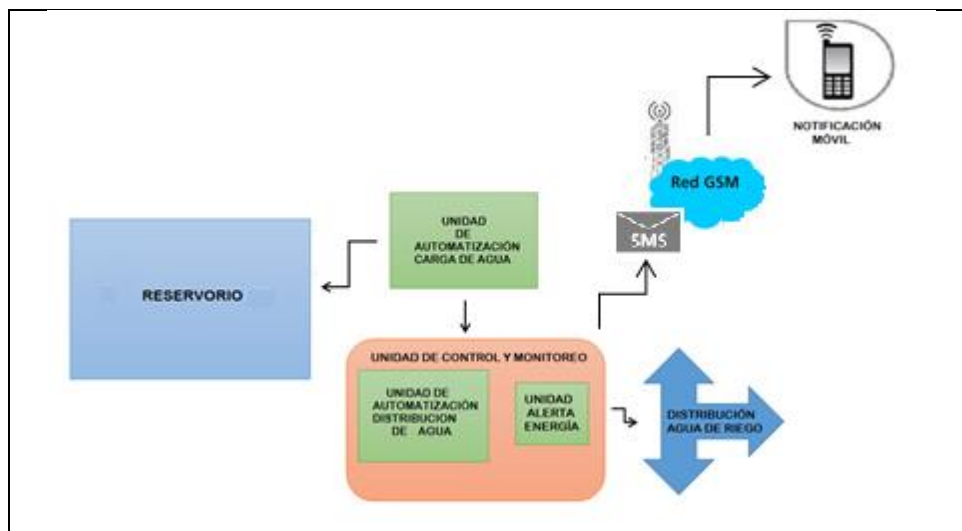 NOTIFICACIÓN
MÓVIL
Red GSM
SMS
UNIDAD
DE
AUTOMATIZACIÓN
CARGA DE AGUA
RESERVORIO
UNIDAD DE CONTROL Y MONITOREO
UNIDAD DE
AUTOMATIZACIÓN
DISTRIBUCION
DE AGUA
UNIDAD
ALERTA
ENERGÍA
DISTRIBUCIÓN
AGUA DE RIEGO